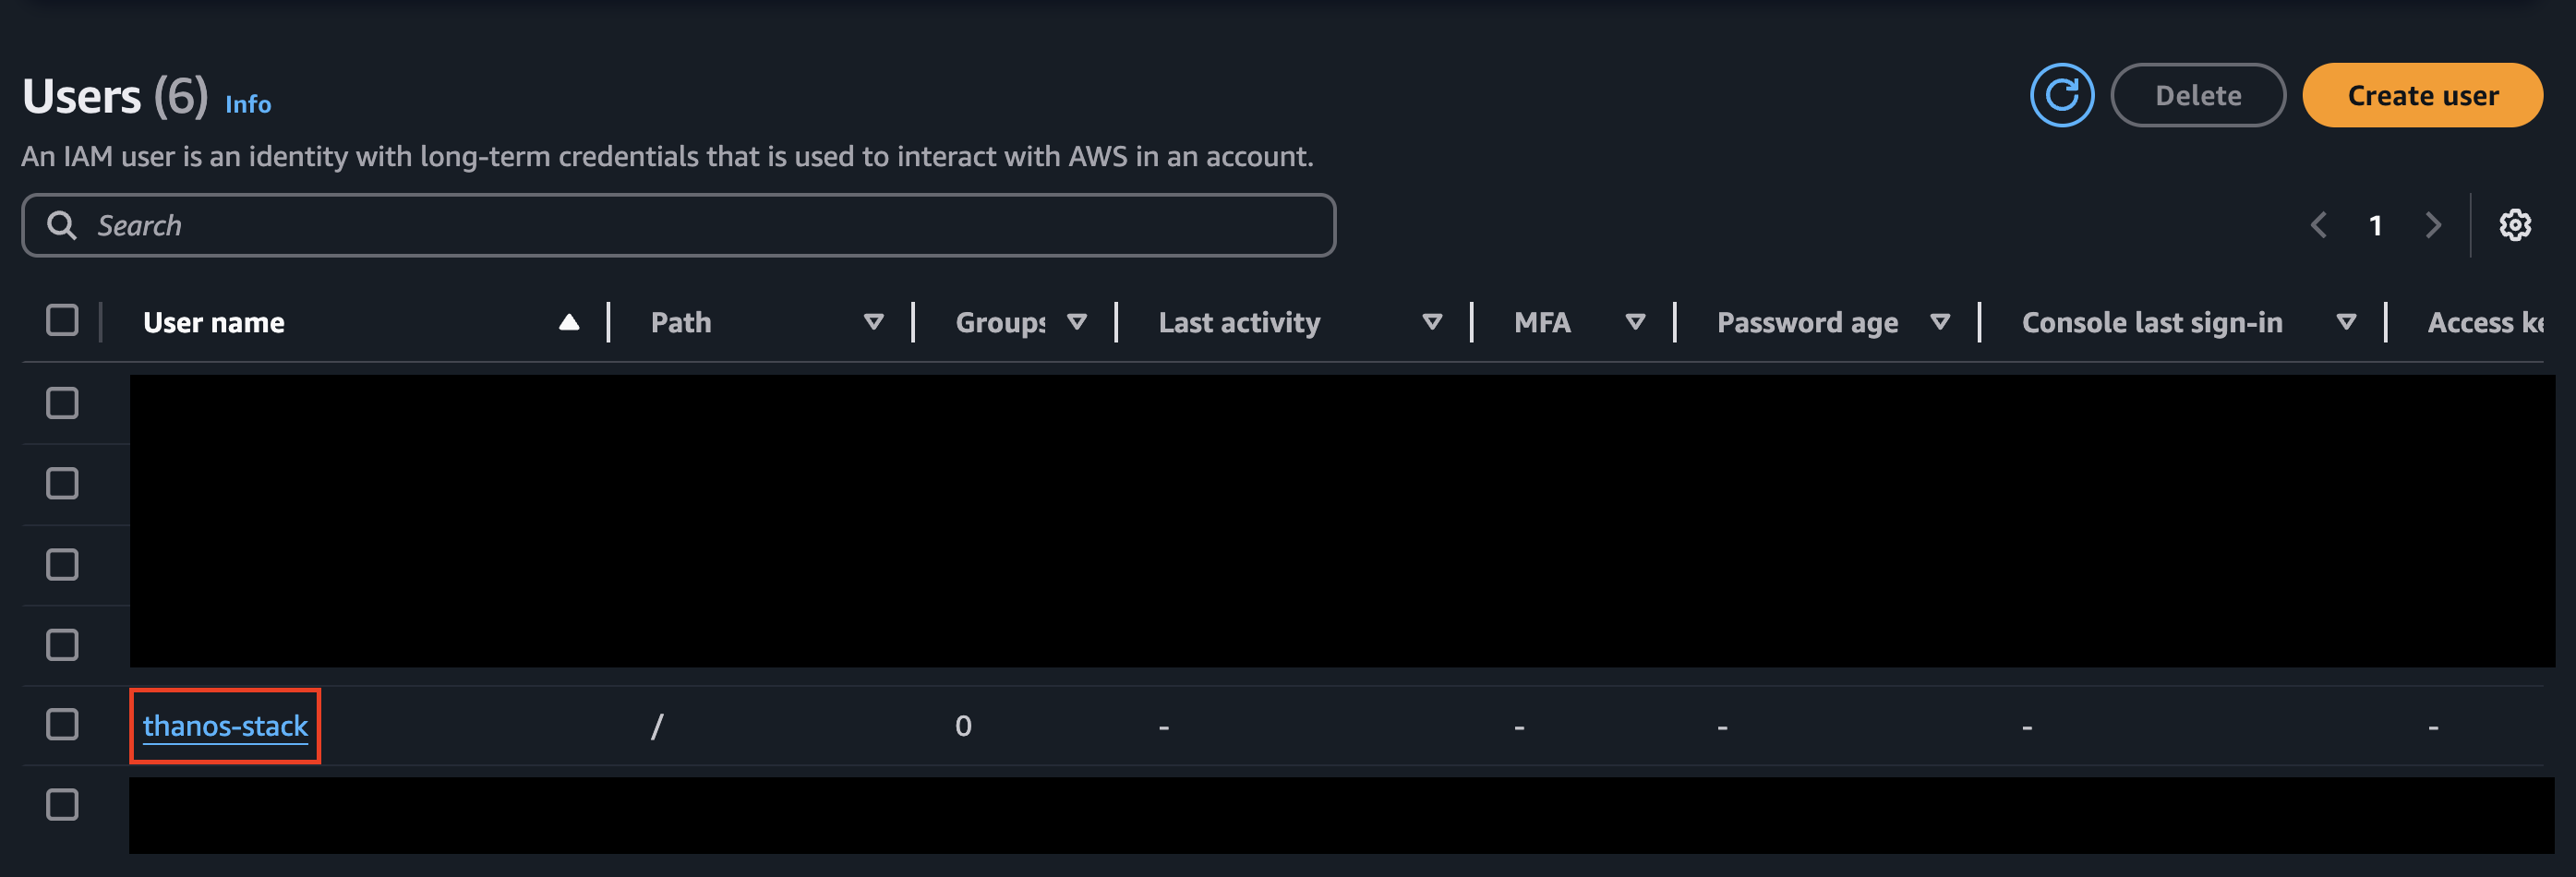 Users (6) Info
Delete
Create user
An IAM user is an identity with long-term credentials that is used to interact with AWS in an account.
Search
1
User name Path Groups Last activity MFA Password age Console last sign-in Access ke
thanos-stack / 0 - - - - -